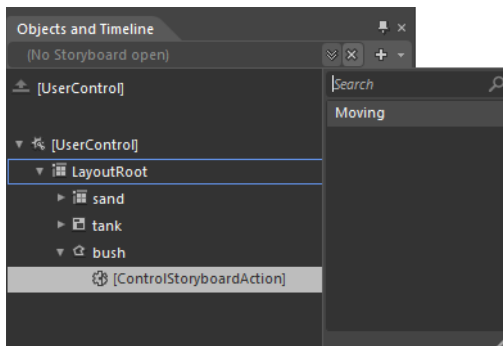 Objects and Timeline
(No Storyboard open)
[UserControl]
Search
Moving
[UserControl]
LayoutRoot
sand
tank
bush
[ControlStoryboardAction]